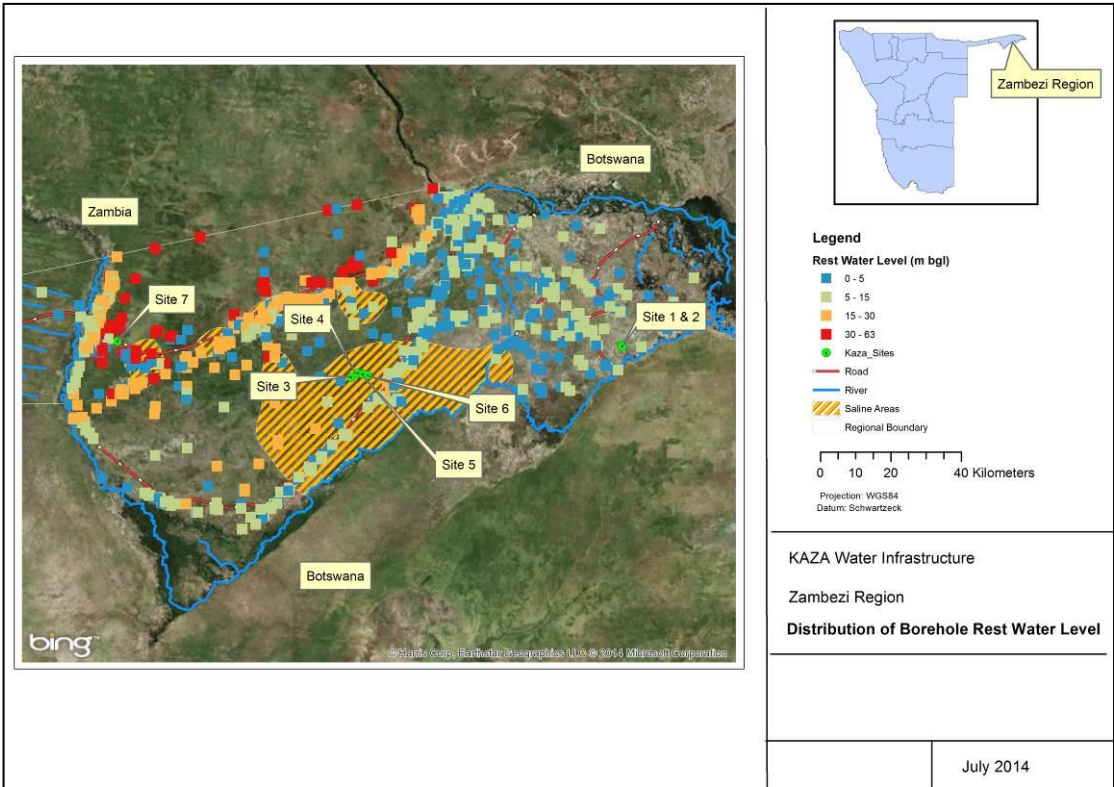 Botswana
Zambia
Site 7
Site 4
Site 1 & 2
Site 3
Site 6
Site 5
Botswana
bing™
© Harris Corp, Earthstar Geographics LLC © 2014 Microsoft Corporation
Zambezi Region
Legend
Rest Water Level (m bgl)
0 - 5
5 - 15
15 - 30
30 - 63
Kaza_Sites
Road
River
Saline Areas
Regional Boundary
0 5 10 20 40 Kilometers
Projection: WGS84
Datum: Schwartzeck
KAZA Water Infrastructure
Zambezi Region
Distribution of Borehole Rest Water Level
July 2014